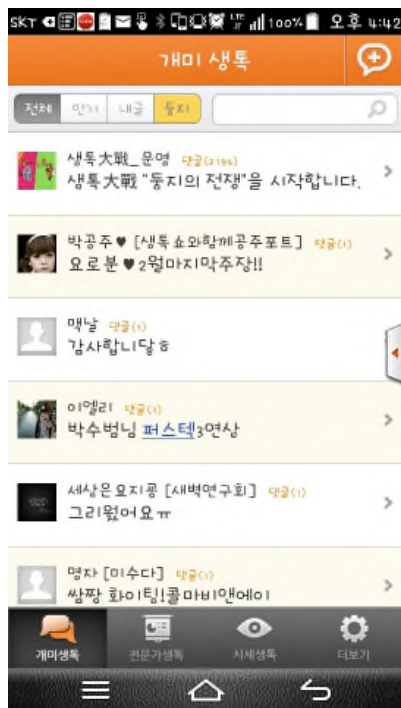 SKT 100% 오후 4:42
개미 생톡
전체 인기 내글 둥지
생톡大戰_운영 댓글(2196)
생톡大戰 "둥지의 전쟁"을 시작합니다.
박공주♥ [생톡쇼와함께공주포트] 댓글(1)
요로분♥2월마지막주장!!
맥날 댓글(1)
감사합니닿ㅎ
이엘리 댓글(1)
박수범님 퍼스텍3연상
세상은요지콩 [새벽연구회] 댓글(1)
그리웠어요ㅠ
명자 [미수다] 댓글(1)
쌈짱 화이팅!콜마비앤에이
개미생톡 전문가생톡 시세생톡 더보기